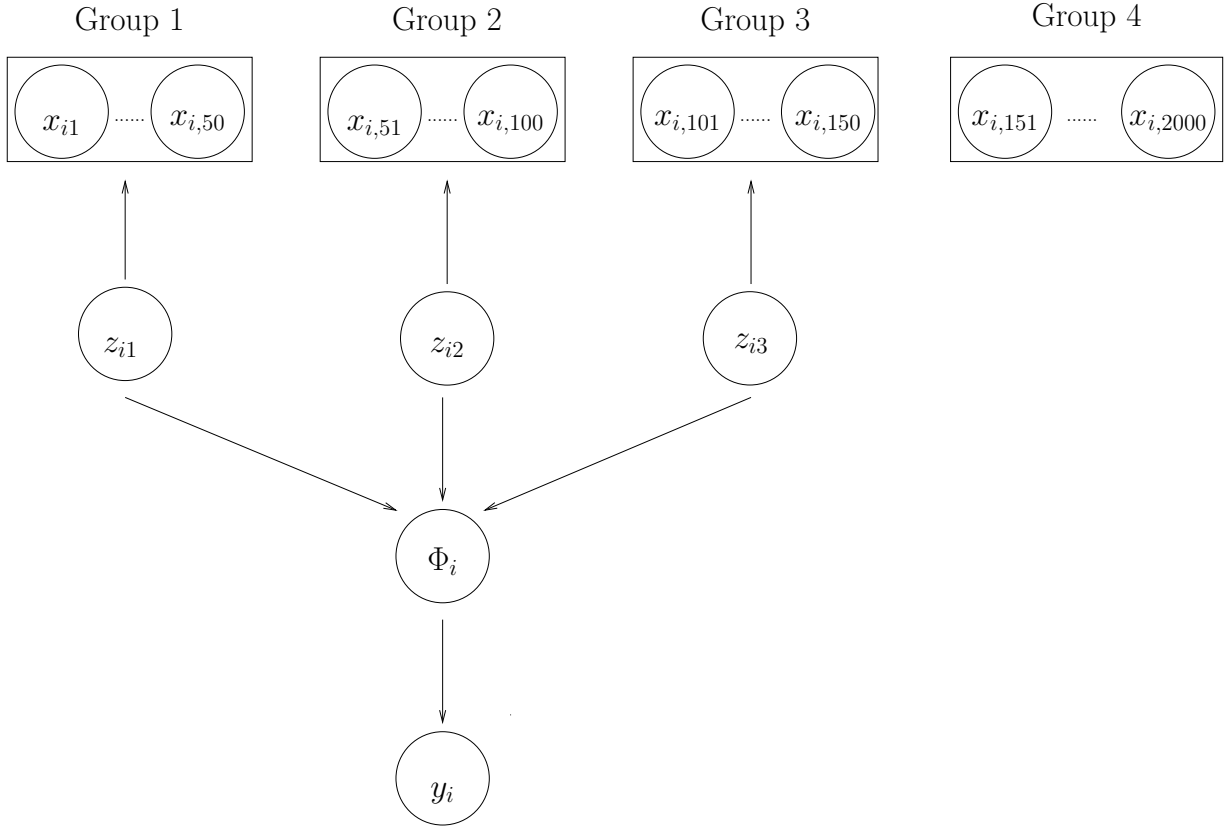 Group 1 Group 2 Group 3 Group 4
x_{i1} ...... x_{i,50} x_{i,51} ...... x_{i,100} x_{i,101} ...... x_{i,150} x_{i,151} ...... x_{i,2000}
z_{i1} z_{i2} z_{i3}
Φ_i
y_i